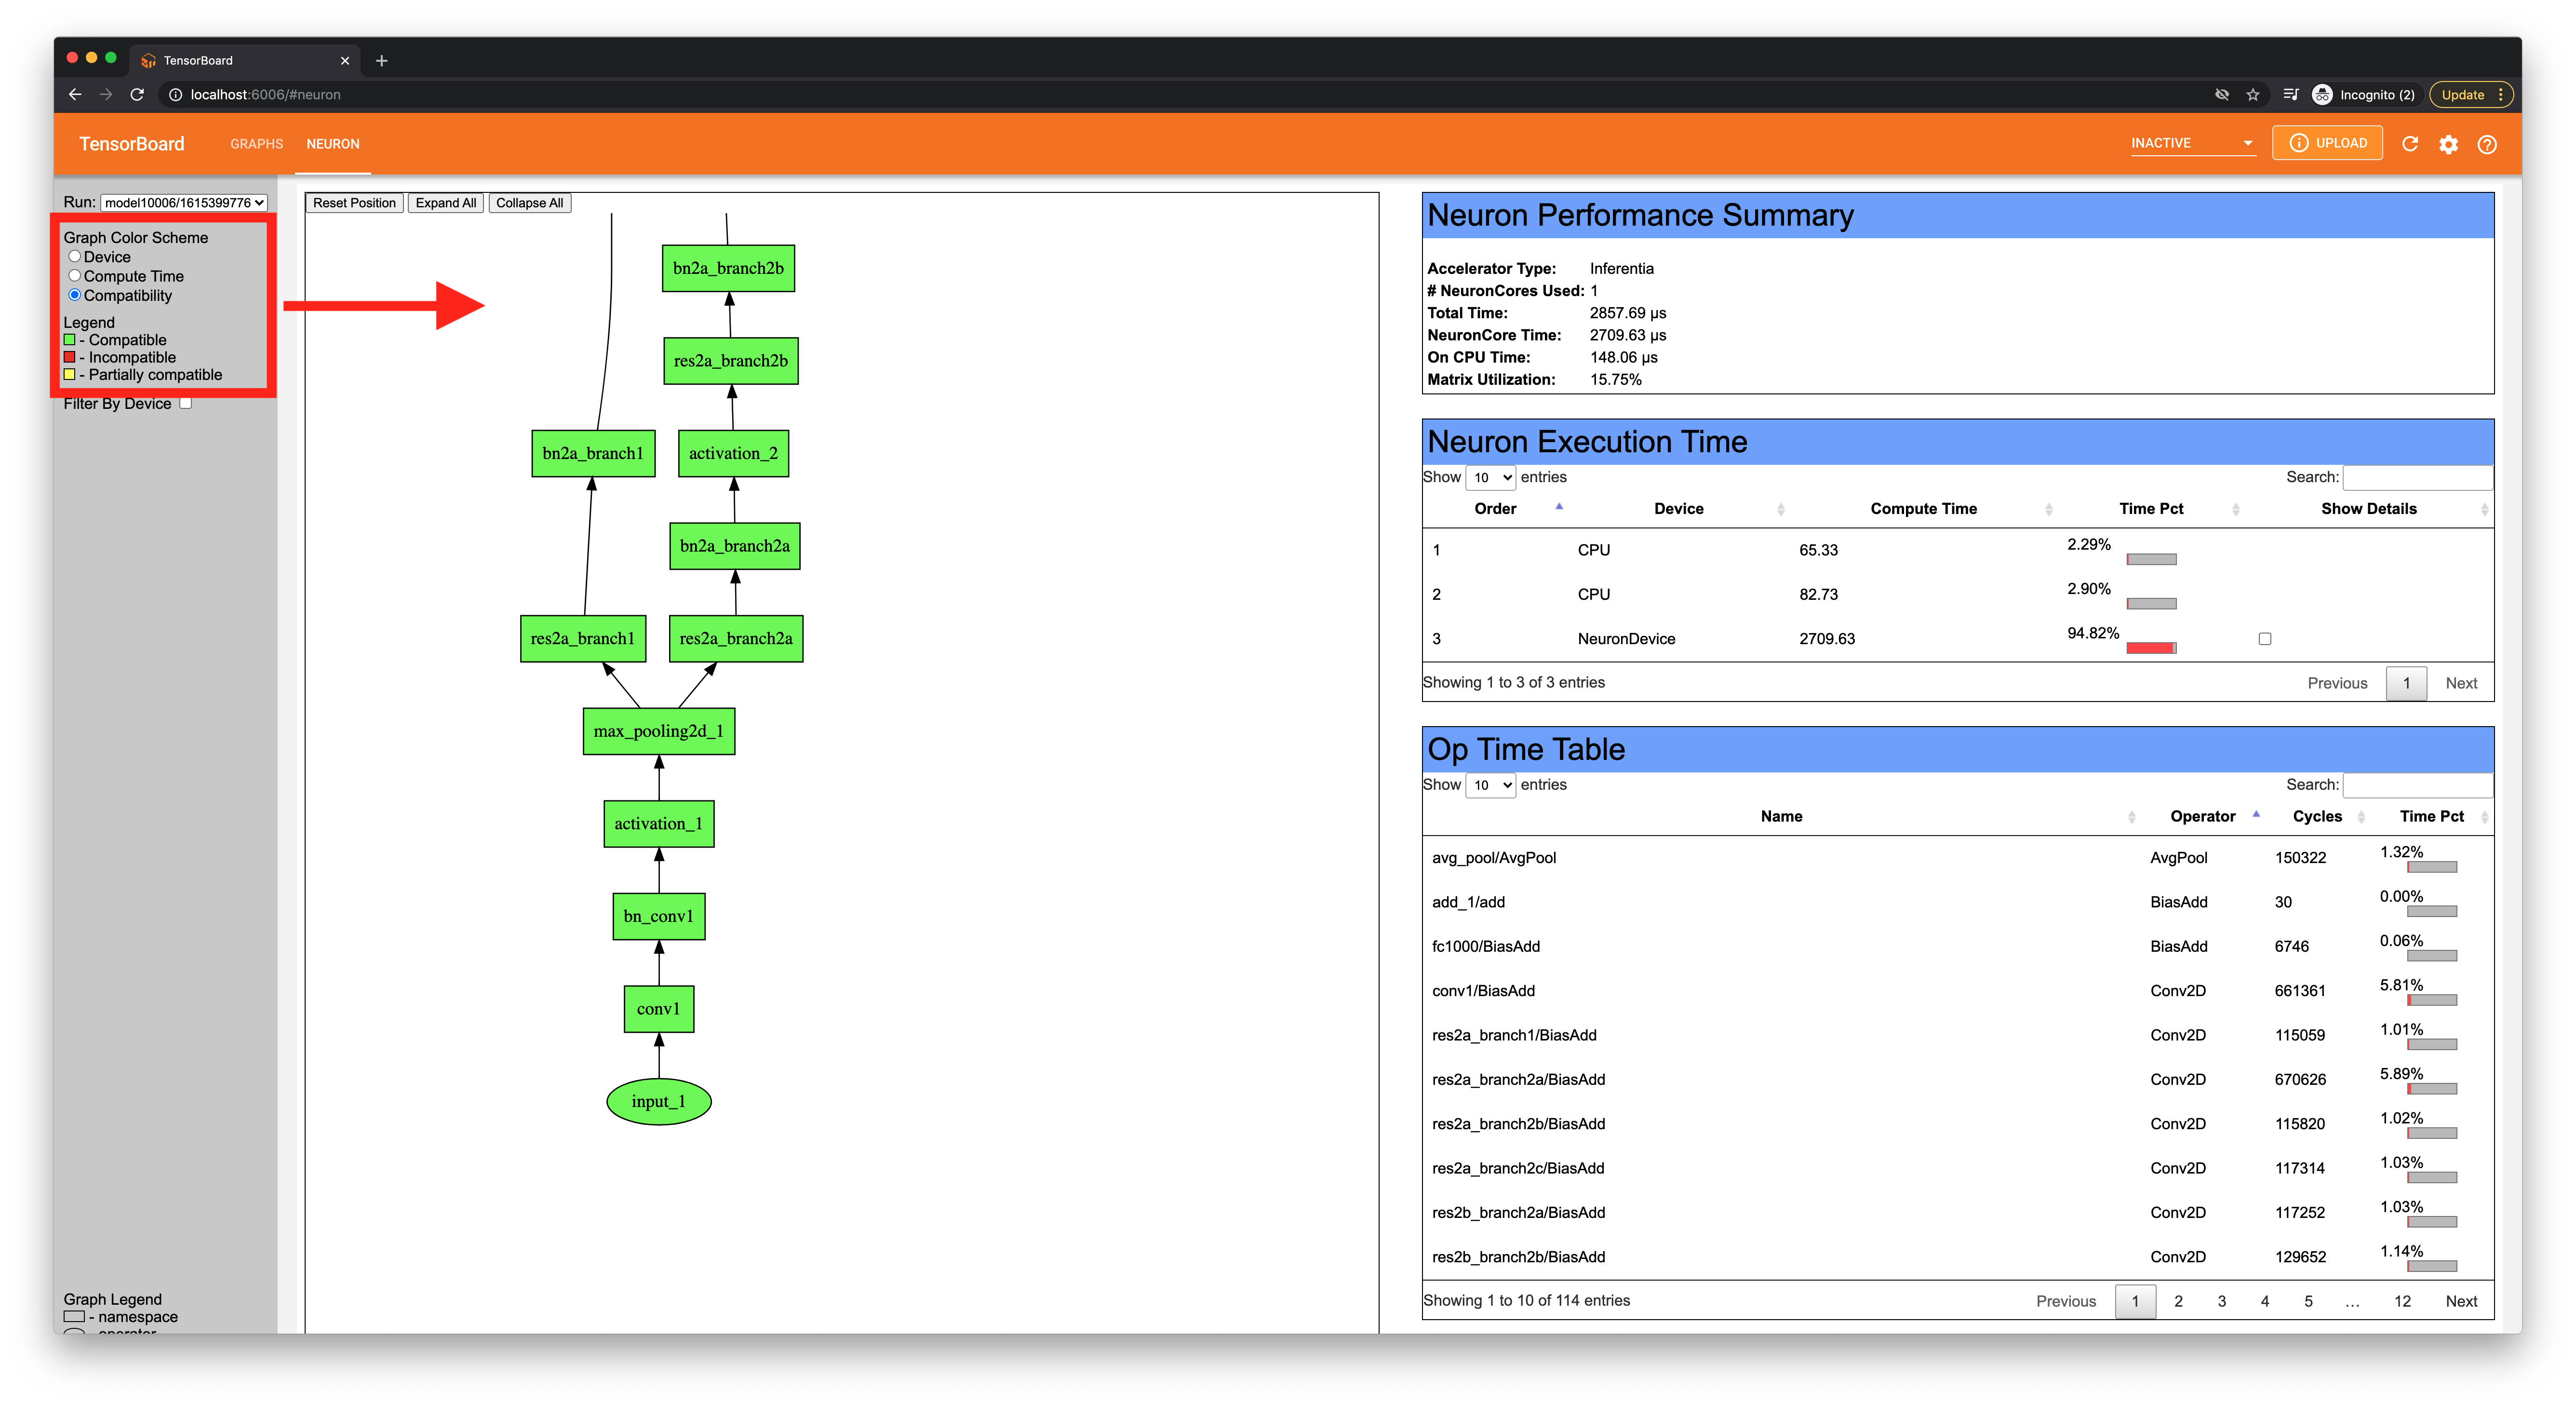 TensorBoard
localhost:6006/#neuron
Incognito (2)
Update
TensorBoard
GRAPHS
NEURON
INACTIVE
UPLOAD
Run: model10006/1615399776
Graph Color Scheme
Device
Compute Time
Compatibility
Legend
- Compatible
- Incompatible
- Partially compatible
Filter By Device
Graph Legend
- namespace
- operator
Reset Position Expand All Collapse All
bn2a_branch2b
res2a_branch2b
bn2a_branch1 activation_2
bn2a_branch2a
res2a_branch1 res2a_branch2a
max_pooling2d_1
activation_1
bn_conv1
conv1
input_1
Neuron Performance Summary
Accelerator Type: Inferentia
# NeuronCores Used: 1
Total Time: 2857.69 µs
NeuronCore Time: 2709.63 µs
On CPU Time: 148.06 µs
Matrix Utilization: 15.75%
Neuron Execution Time
Show 10 entries Search:
Order Device Compute Time Time Pct Show Details
1 CPU 65.33 2.29%
2 CPU 82.73 2.90%
3 NeuronDevice 2709.63 94.82%
Showing 1 to 3 of 3 entries Previous 1 Next
Op Time Table
Show 10 entries Search:
Name Operator Cycles Time Pct
avg_pool/AvgPool AvgPool 150322 1.32%
add_1/add BiasAdd 30 0.00%
fc1000/BiasAdd BiasAdd 6746 0.06%
conv1/BiasAdd Conv2D 661361 5.81%
res2a_branch1/BiasAdd Conv2D 115059 1.01%
res2a_branch2a/BiasAdd Conv2D 670626 5.89%
res2a_branch2b/BiasAdd Conv2D 115820 1.02%
res2a_branch2c/BiasAdd Conv2D 117314 1.03%
res2b_branch2a/BiasAdd Conv2D 117252 1.03%
res2b_branch2b/BiasAdd Conv2D 129652 1.14%
Showing 1 to 10 of 114 entries Previous 1 2 3 4 5 … 12 Next